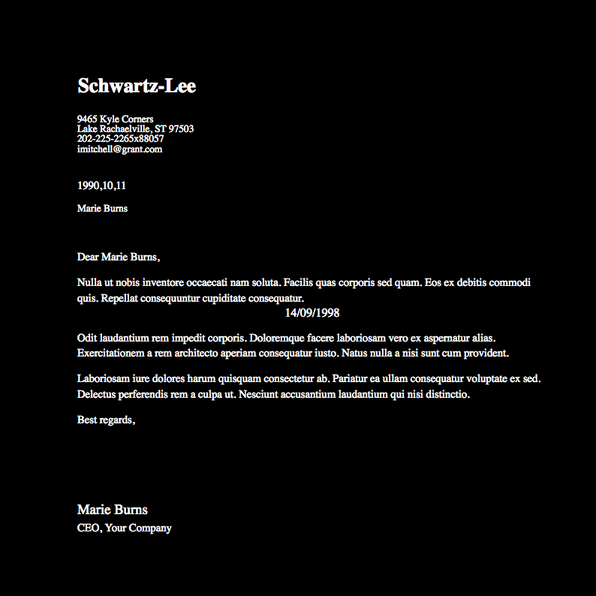 Schwartz-Lee
9465 Kyle Corners
Lake Rachaelville, ST 97503
202-225-2265x88057
imitchell@grant.com
1990,10,11
Marie Burns
Dear Marie Burns,
Nulla ut nobis inventore occaecati nam soluta. Facilis quas corporis sed quam. Eos ex debitis commodi
quis. Repellat consequuntur cupiditate consequatur.
14/09/1998
Odit laudantium rem impedit corporis. Doloremque facere laboriosam vero ex aspernatur alias.
Exercitationem a rem architecto aperiam consequatur iusto. Natus nulla a nisi sunt cum provident.
Laboriosam iure dolores harum quisquam consectetur ab. Pariatur ea ullam consequatur voluptate ex sed.
Delectus perferendis rem a culpa ut. Nesciunt accusantium laudantium qui nisi distinctio.
Best regards,
Marie Burns
CEO, Your Company